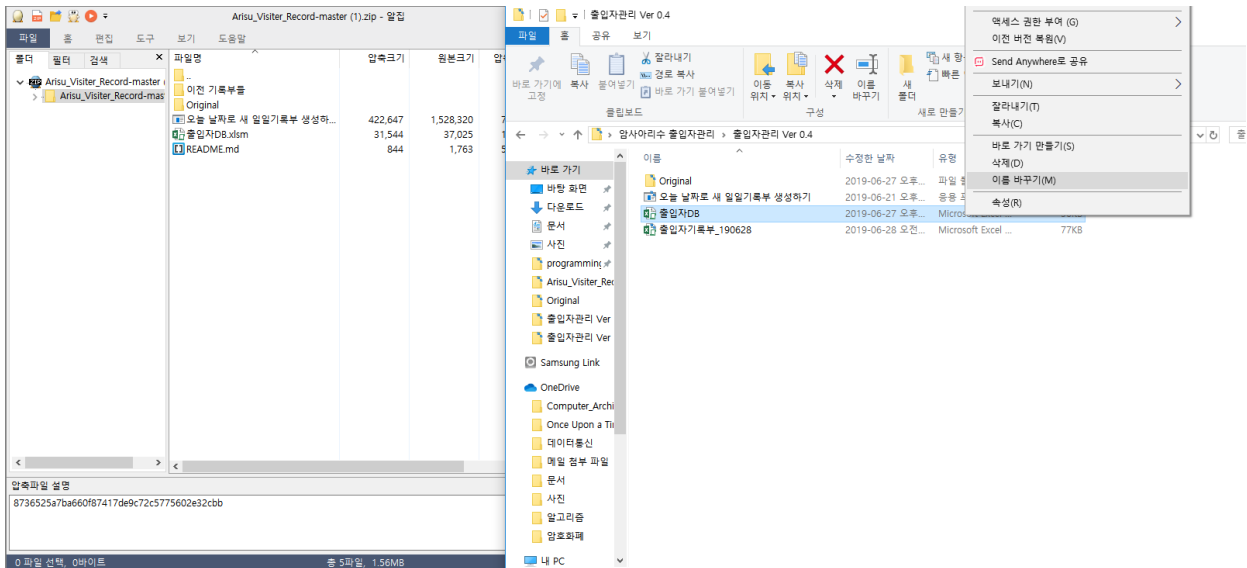 Arisu_Visiter_Record-master (1).zip - 알집
파일 홈 편집 도구 보기 도움말
폴더 필터 검색
Arisu_Visiter_Record-master
Arisu_Visiter_Record-mas
파일명 압축크기 원본크기
..
이전 기록부들
Original
오늘 날짜로 새 일일기록부 생성하... 422,647 1,528,320
출입자DB.xlsm 31,544 37,025
README.md 844 1,763
압축파일 설명
8736525a7ba660f87417de9c72c5775602e32cbb
0 파일 선택, 0바이트 총 5파일, 1.56MB
출입자관리 Ver 0.4
파일 홈 공유 보기
바로 가기에 고정
복사
붙여넣기
잘라내기
경로 복사
바로 가기 붙여넣기
클립보드
이동 위치
복사 위치
삭제
이름 바꾸기
구성
새 폴더
새 항
빠른
새로 만들기
암사아리수 출입자관리 › 출입자관리 Ver 0.4
바로 가기
바탕 화면
다운로드
문서
사진
programming
Arisu_Visiter_Rec
Original
출입자관리 Ver
출입자관리 Ver
Samsung Link
OneDrive
Computer_Archi
Once Upon a Ti
데이터통신
메일 첨부 파일
문서
사진
알고리즘
암호화폐
내 PC
이름 수정한 날짜 유형
Original 2019-06-27 오후...
오늘 날짜로 새 일일기록부 생성하기 2019-06-21 오후...
출입자DB 2019-06-27 오후...
출입자기록부_190628 2019-06-28 오전... Microsoft Excel ... 77KB
액세스 권한 부여 (G)
이전 버전 복원(V)
Send Anywhere로 공유
보내기(N)
잘라내기(T)
복사(C)
바로 가기 만들기(S)
삭제(D)
이름 바꾸기(M)
속성(R)